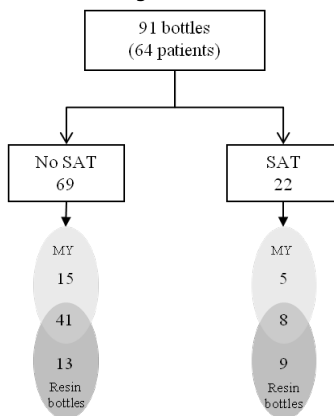 91 bottles
(64 patients)
No SAT
69
SAT
22
MY
15
41
13
Resin
bottles
MY
5
8
9
Resin
bottles